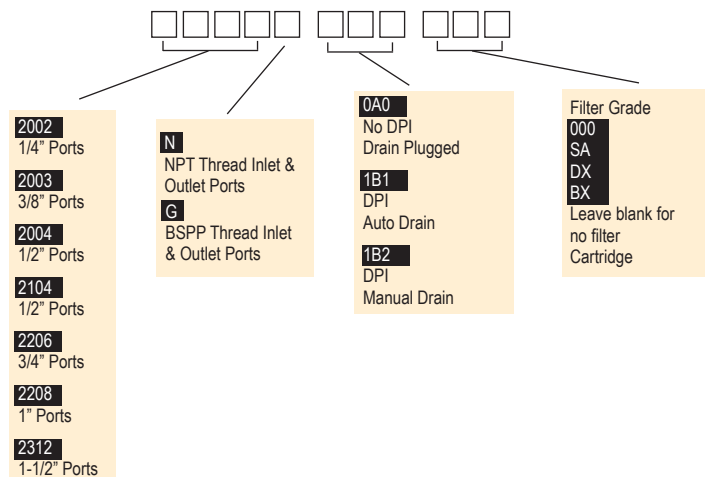 2002
1/4” Ports
2003
3/8” Ports
2004
1/2” Ports
2104
1/2” Ports
2206
3/4” Ports
2208
1” Ports
2312
1-1/2” Ports
N
NPT Thread Inlet &
Outlet Ports
G
BSPP Thread Inlet
& Outlet Ports
0A0
No DPI
Drain Plugged
1B1
DPI
Auto Drain
1B2
DPI
Manual Drain
Filter Grade
000
SA
DX
BX
Leave blank for
no filter
Cartridge